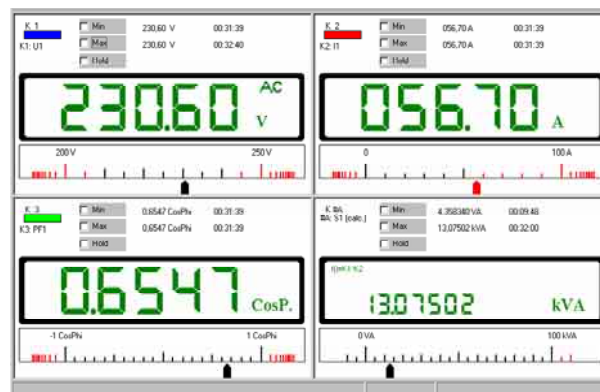 K: 1
Min 230,60 V 00:31:39
K1: U1
Max 230,60 V 00:32:40
Hold
230.60 AC V
200 V 250 V
K: 2
Min 056,70 A 00:31:39
K2: I1
Max 056,70 A 00:31:39
Hold
056.70 A
0 100 A
K: 3
Min 0,6547 CosPhi 00:31:39
K3: PF1
Max 0,6547 CosPhi 00:31:39
Hold
0.6547 CosP.
-1 CosPhi 1 CosPhi
Min 4,358340 VA 00:09:48
S1 (calc.)
Max 13,07502 kVA 00:32:00
Hold
13.07502 kVA
0 VA 100 kVA